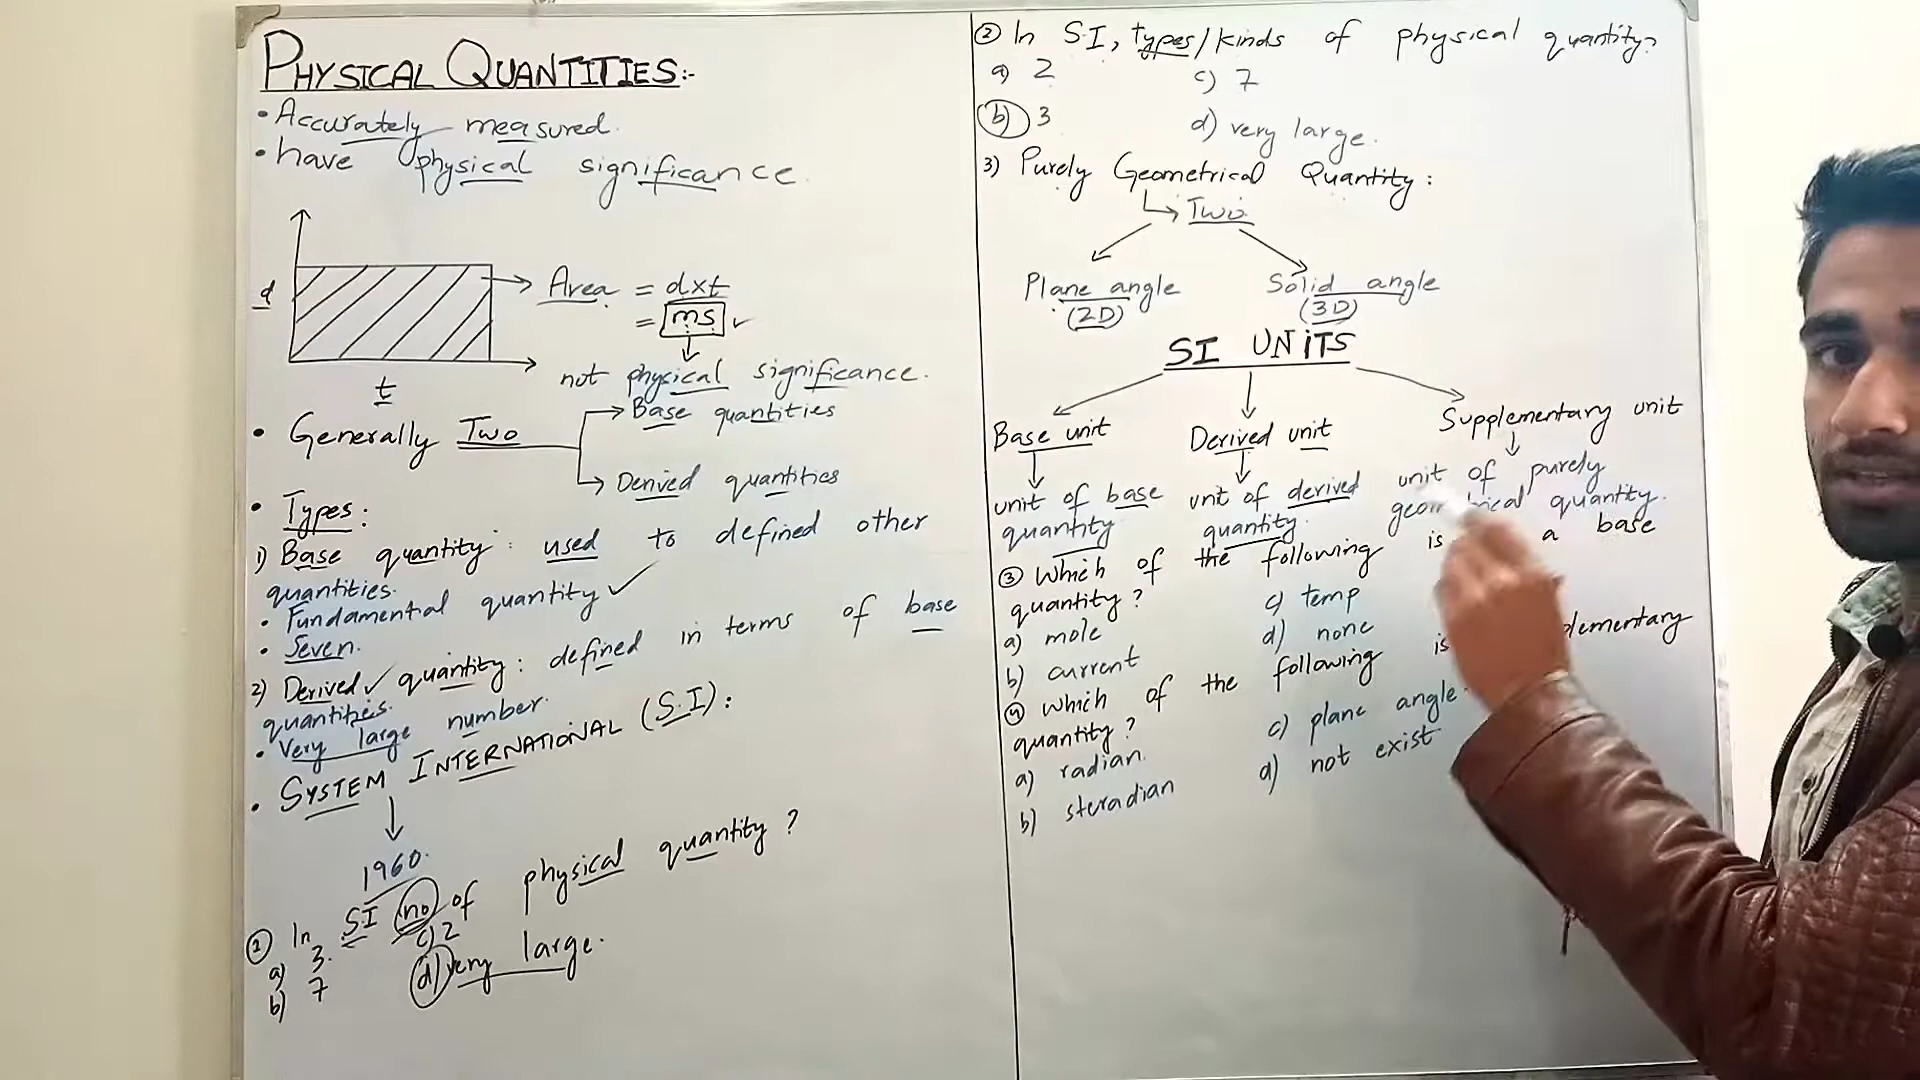 PHYSICAL QUANTITIES:-
• Accurately measured.
• have physical significance.
d
Area = dxt
= ms ✓
t
not physical significance.
• Generally Two
Base quantities
Derived quantities
• Types:
1) Base quantity: used to defined other
quantities.
• Fundamental quantity ✓
• Seven.
2) Derived ✓ quantity: defined in terms of base
quantities.
• Very large number.
• SYSTEM INTERNATIONAL (S.I):
1960.
① In SI no of physical quantity?
a) 3.
c) 2
b) 7
d) very large.
② In S.I, types/kinds of physical quantity?
a) 2
c) 7
b) 3
d) very large.
3) Purely Geometrical Quantity:
Two
Plane angle
(2D)
Solid angle
(3D)
SI UNITS
Base unit
Derived unit
Supplementary unit
unit of base
quantity
unit of derived
quantity.
unit of purely
quantity.
③ Which of the following is a base
quantity?
a) mole
c) temp
b) current
d) none
④ Which of the following is
quantity?
a) radian.
c) plane angle.
b) steradian
d) not exist